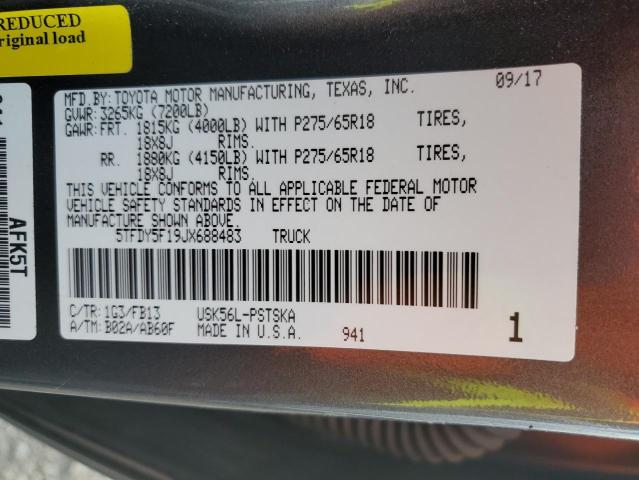 REDUCED
original load
AFK5T
MFD.BY:TOYOTA MOTOR MANUFACTURING, TEXAS, INC. 09/17
GVWR:3265KG (7200LB)
GAWR:FRT. 1815KG (4000LB) WITH P275/65R18 TIRES,
18X8J RIMS.
RR. 1880KG (4150LB) WITH P275/65R18 TIRES,
18X8J RIMS.
THIS VEHICLE CONFORMS TO ALL APPLICABLE FEDERAL MOTOR
VEHICLE SAFETY STANDARDS IN EFFECT ON THE DATE OF
MANUFACTURE SHOWN ABOVE.
5TFDY5F19JX688483 TRUCK
C/TR:1G3/FB13 USK56L-PSTSKA
A/TM:B02A/AB60F MADE IN U.S.A. 941 1